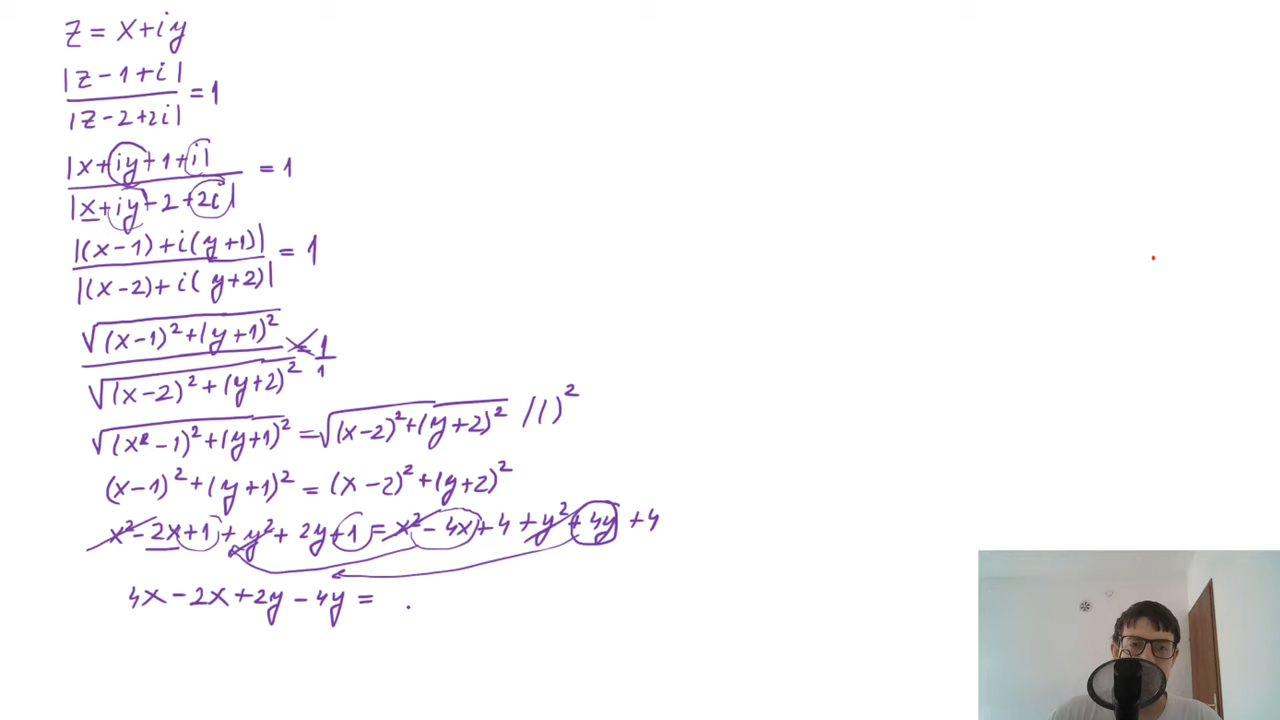 z = x+iy
|z-1+i|
|z-2+2i|
=1
|x+iy+1+i|
|x+iy-2+2i|
=1
|(x-1)+i(y+1)|
|(x-2)+i(y+2)|
=1
√(x-1)²+(y+1)²
√(x-2)²+(y+2)²
=
1
1
√(x-1)²+(y+1)² = √(x-2)²+(y+2)² /( )²
(x-1)²+(y+1)² = (x-2)²+(y+2)²
x²-2x+1+y²+2y+1 = x²-4x+4+y²+4y+4
4x-2x+2y-4y =